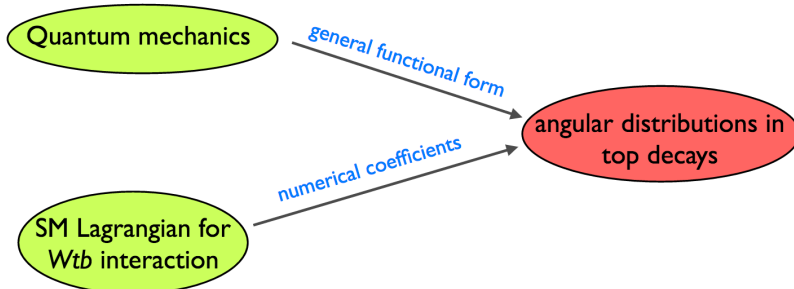 Quantum mechanics
general functional form
angular distributions in
top decays
numerical coefficients
SM Lagrangian for
Wtb interaction